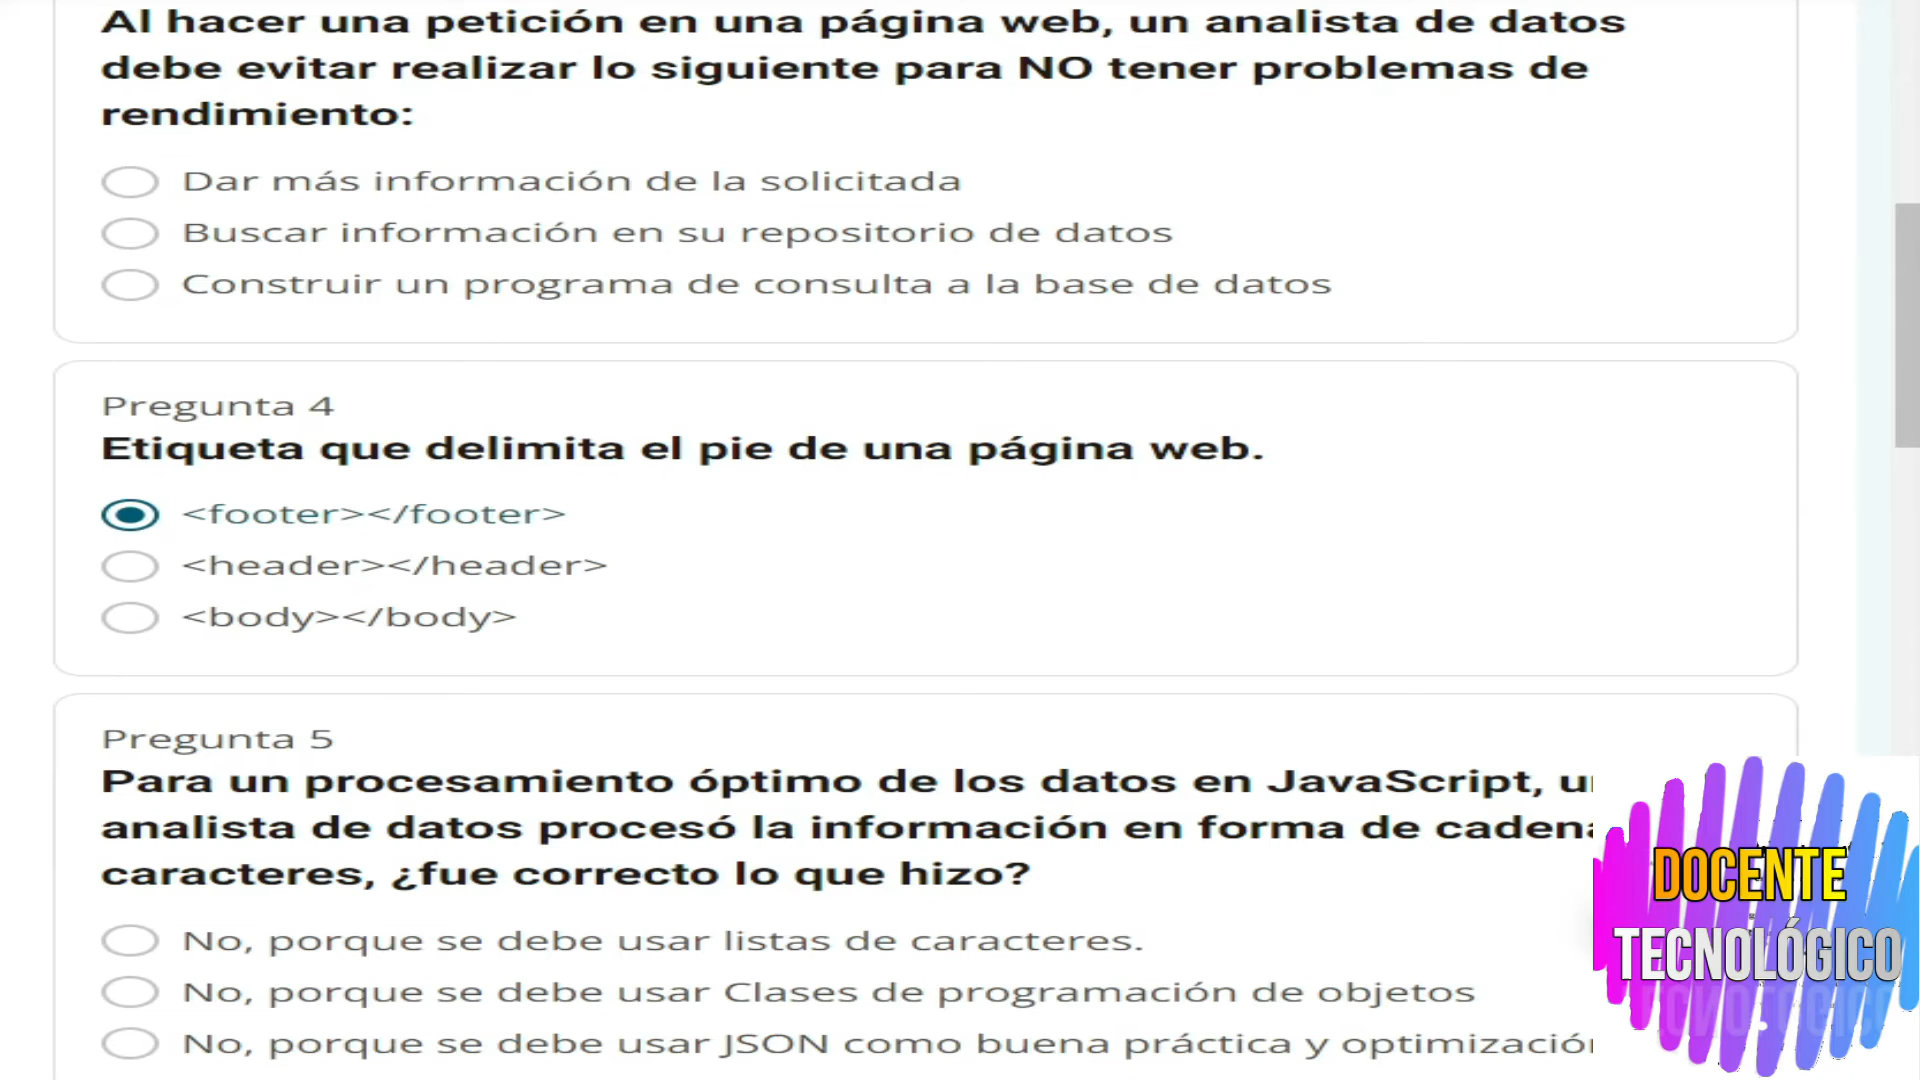 Al hacer una petición en una página web, un analista de datos
debe evitar realizar lo siguiente para NO tener problemas de
rendimiento:
Dar más información de la solicitada
Buscar información en su repositorio de datos
Construir un programa de consulta a la base de datos
Pregunta 4
Etiqueta que delimita el pie de una página web.
<footer></footer>
<header></header>
<body></body>
Pregunta 5
Para un procesamiento óptimo de los datos en JavaScript,
analista de datos procesó la información en forma de
caracteres, ¿fue correcto lo que hizo?
No, porque se debe usar listas de caracteres.
No, porque se debe usar Clases de programación de objetos
No, porque se debe usar JSON como buena práctica y
DOCENTE
TECNOLÓGICO